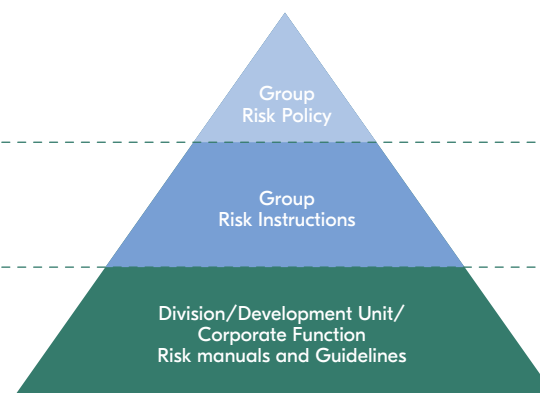 Group
Risk Policy
Group
Risk Instructions
Division/Development Unit/
Corporate Function
Risk manuals and Guidelines